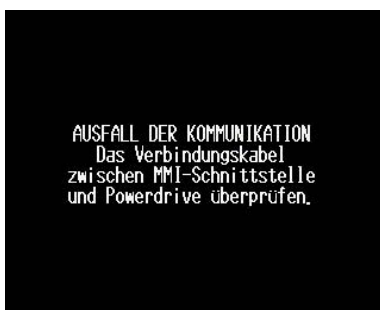 AUSFALL DER KOMMUNIKATION
Das Verbindungskabel
zwischen MMI-Schnittstelle
und Powerdrive überprüfen.